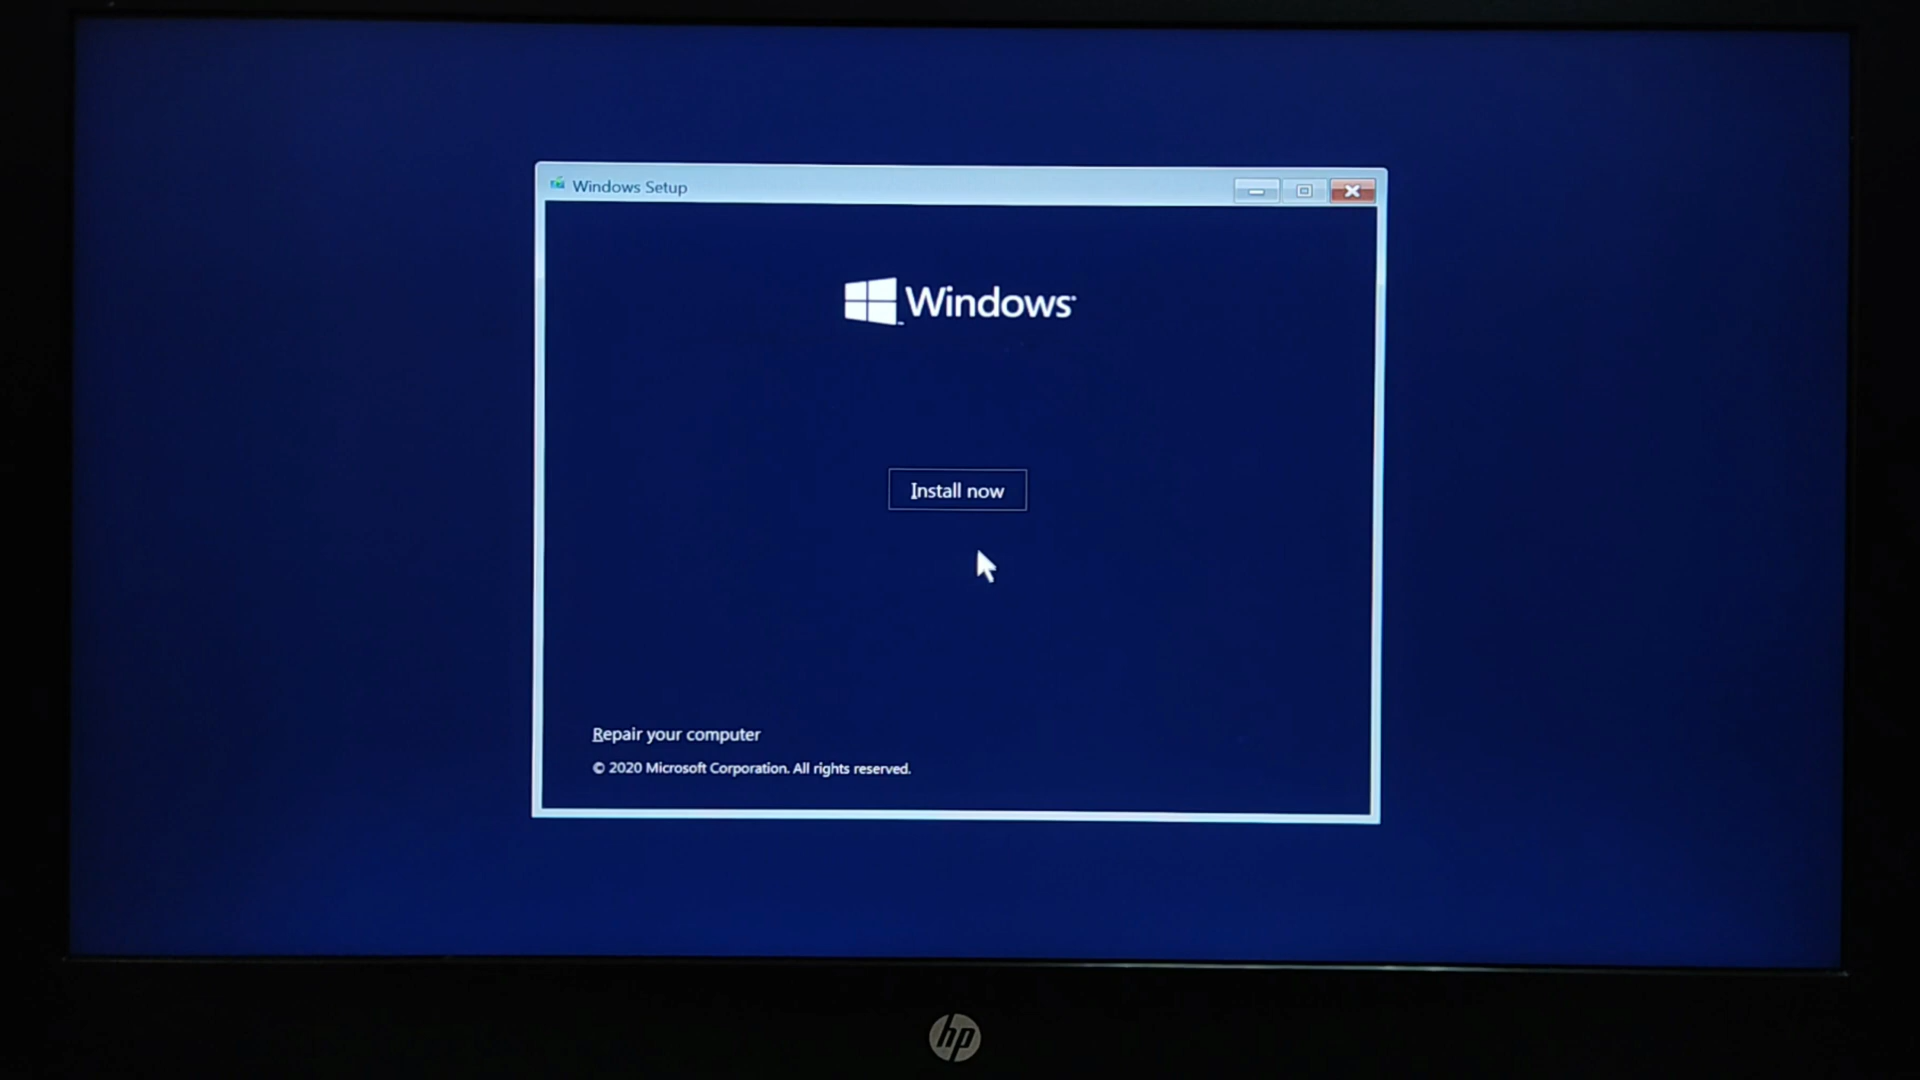 Windows Setup
Windows
Install now
Repair your computer
© 2020 Microsoft Corporation. All rights reserved.
hp